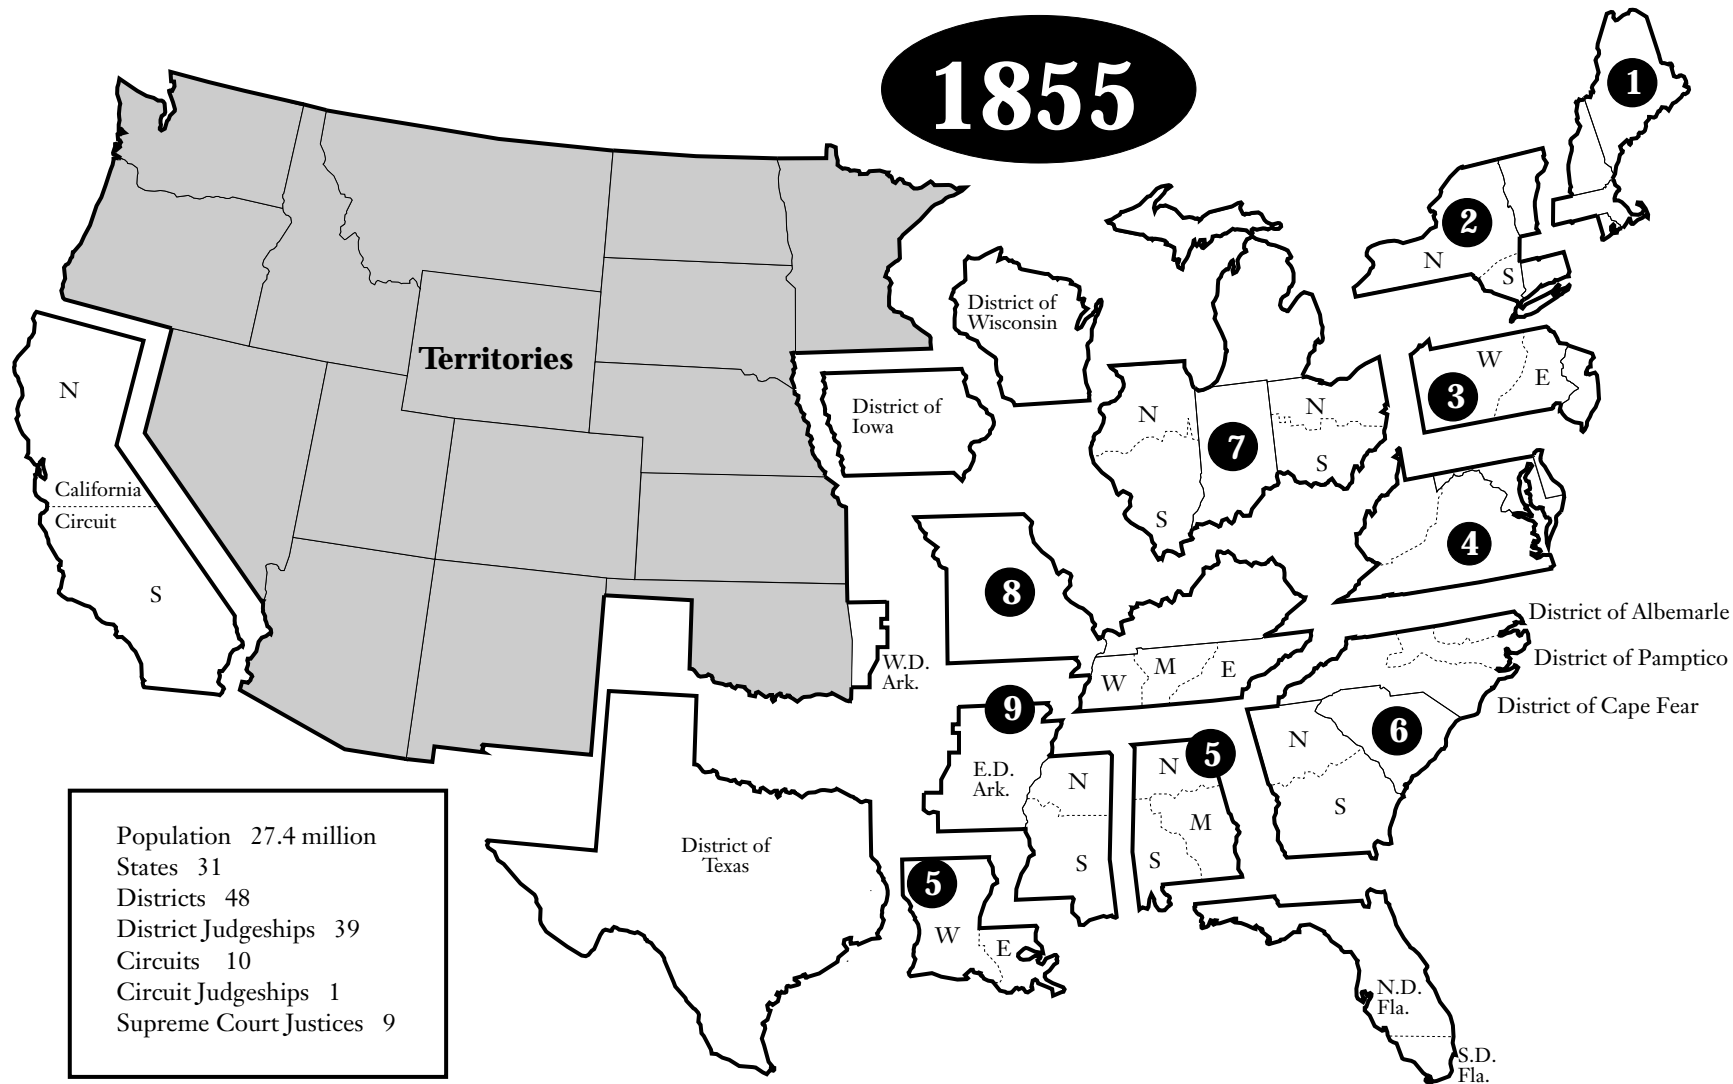 1855
1
2
N
S
District of
Wisconsin
Territories
N
District of
Iowa
W
E
3
N
N
7
S
California
Circuit
S
4
S
8
District of Albemarle
W.D.
Ark.
W
M
E
District of Pamptico
9
District of Cape Fear
6
N
5
N
E.D.
Ark.
N
M
S
S
S
District of
Texas
5
W
E
N.D.
Fla.
S.D.
Fla.
Population 27.4 million
States 31
Districts 48
District Judgeships 39
Circuits 10
Circuit Judgeships 1
Supreme Court Justices 9